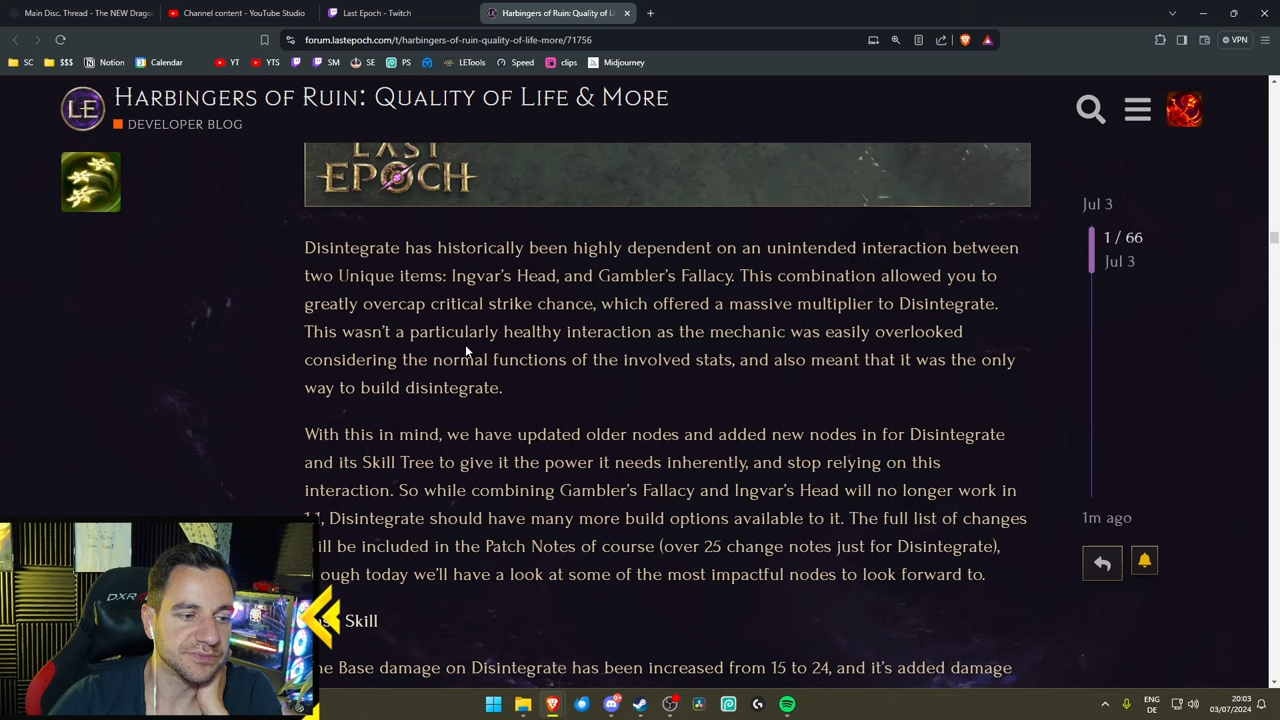 Main Disc. Thread - The NEW Drago
Channel content - YouTube Studio
Last Epoch - Twitch
Harbingers of Ruin: Quality of Li
forum.lastepoch.com/t/harbingers-of-ruin-quality-of-life-more/71756
VPN
SC
$$$
Notion
Calendar
YT
YTS
SM
SE
PS
LETools
Speed
clips
Midjourney
LE
Harbingers of Ruin: Quality of Life & More
DEVELOPER BLOG
LAST
EPOCH
Jul 3
Disintegrate has historically been highly dependent on an unintended interaction between
two Unique items: Ingvar’s Head, and Gambler’s Fallacy. This combination allowed you to
greatly overcap critical strike chance, which offered a massive multiplier to Disintegrate.
This wasn’t a particularly healthy interaction as the mechanic was easily overlooked
considering the normal functions of the involved stats, and also meant that it was the only
way to build disintegrate.
1 / 66
Jul 3
With this in mind, we have updated older nodes and added new nodes in for Disintegrate
and its Skill Tree to give it the power it needs inherently, and stop relying on this
interaction. So while combining Gambler’s Fallacy and Ingvar’s Head will no longer work in
1.1, Disintegrate should have many more build options available to it. The full list of changes
will be included in the Patch Notes of course (over 25 change notes just for Disintegrate),
though today we’ll have a look at some of the most impactful nodes to look forward to.
1m ago
Skill
The Base damage on Disintegrate has been increased from 15 to 24, and it’s added damage
DXR
ENG
DE
20:03
03/07/2024